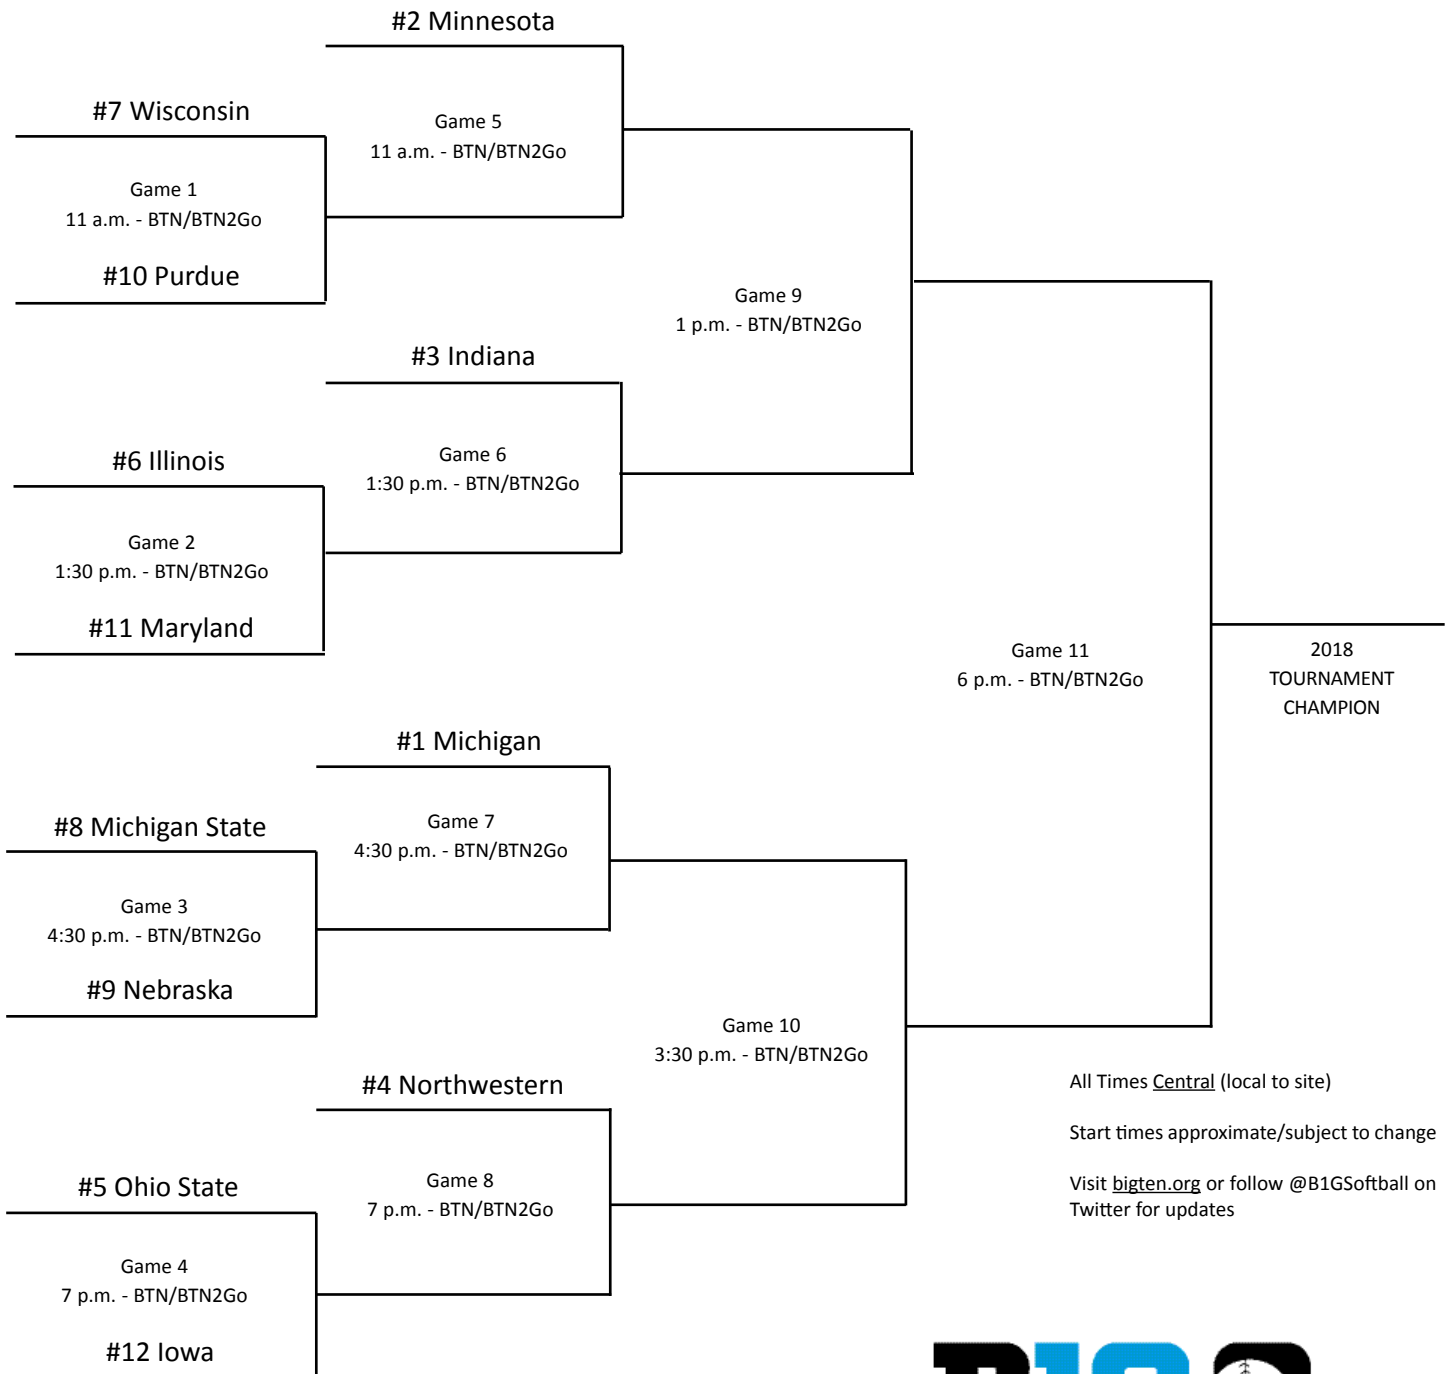 #2 Minnesota
#7 Wisconsin
Game 5
11 a.m. - BTN/BTN2Go
Game 1
11 a.m. - BTN/BTN2Go
#10 Purdue
Game 9
1 p.m. - BTN/BTN2Go
#3 Indiana
#6 Illinois
Game 6
1:30 p.m. - BTN/BTN2Go
Game 2
1:30 p.m. - BTN/BTN2Go
#11 Maryland
Game 11
6 p.m. - BTN/BTN2Go
2018
TOURNAMENT
CHAMPION
#1 Michigan
#8 Michigan State
Game 7
4:30 p.m. - BTN/BTN2Go
Game 3
4:30 p.m. - BTN/BTN2Go
#9 Nebraska
Game 10
3:30 p.m. - BTN/BTN2Go
#4 Northwestern
#5 Ohio State
Game 8
7 p.m. - BTN/BTN2Go
Game 4
7 p.m. - BTN/BTN2Go
#12 Iowa
All Times Central (local to site)
Start times approximate/subject to change
Visit bigten.org or follow @B1GSoftball on
Twitter for updates